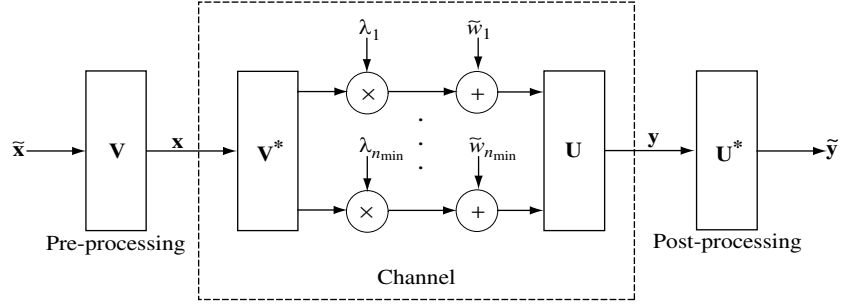 λ₁ w̃₁
× +
x̃ V x V* λₙₘᵢₙ w̃ₙₘᵢₙ U y U* ỹ
× +
Pre-processing Post-processing
Channel